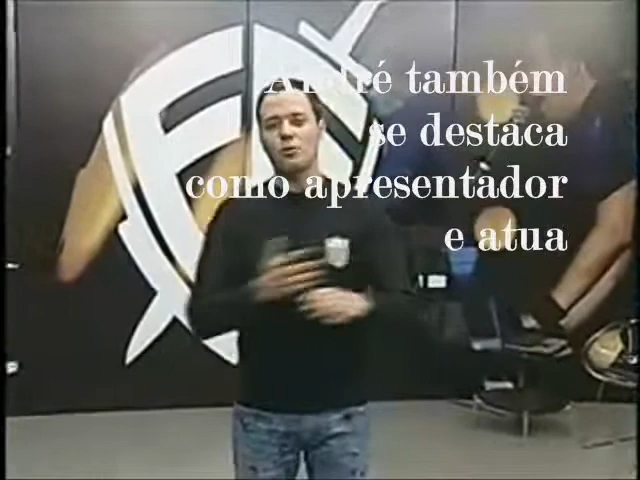 André também
se destaca
como apresentador
e atua